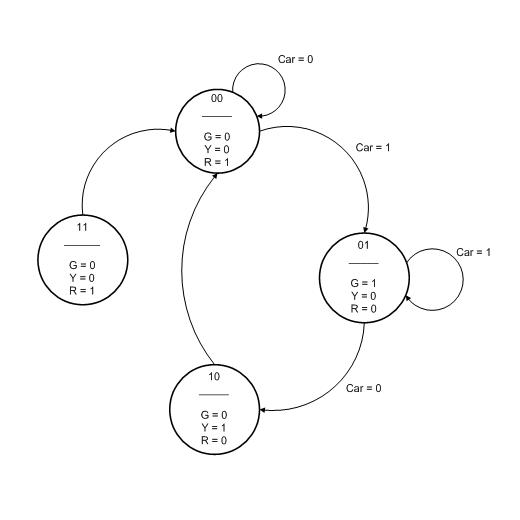 Car = 0
00
G = 0
Y = 0
R = 1
Car = 1
11
G = 0
Y = 0
R = 1
01
G = 1
Y = 0
R = 0
Car = 1
10
G = 0
Y = 1
R = 0
Car = 0